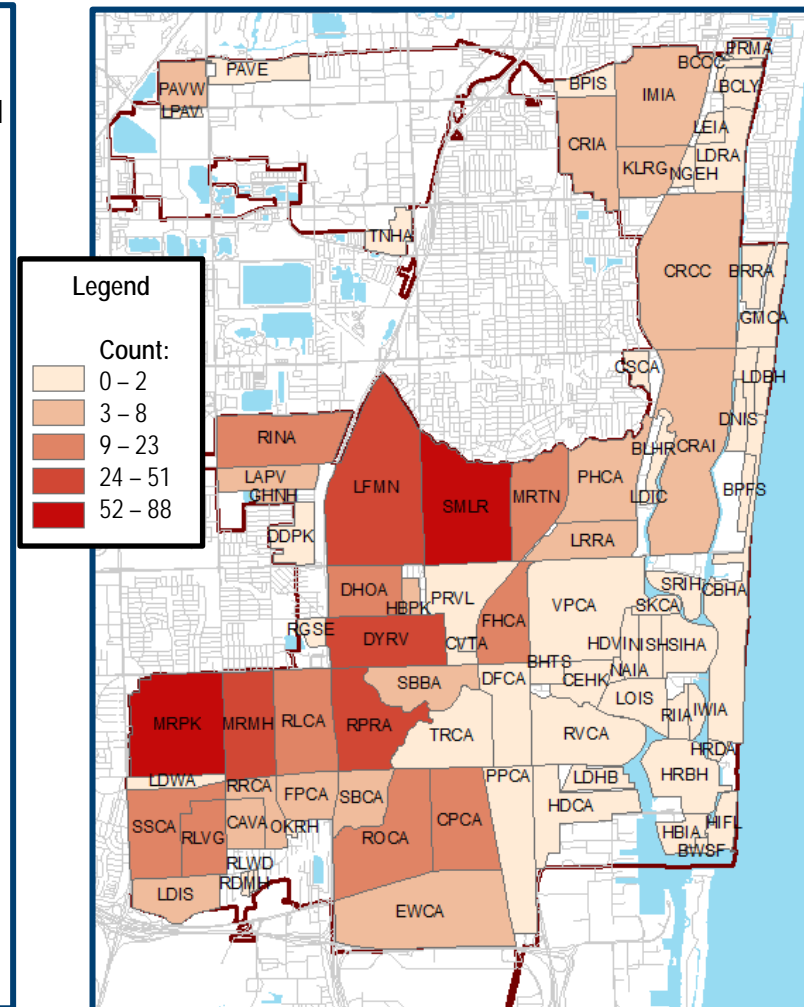 PAVE
PAVW
LPAV
BPIS
IMIA
BCCC
PRMA
BCLY
LEIA
LDRA
CRIA
KLRG
NGEH
TNHA
CRCC
BRRA
GMCA
Legend
Count:
0 – 2
3 – 8
9 – 23
24 – 51
52 – 88
CSCA
LDBH
DNIS
BLHR
CRAI
RINA
LAPV
GHNH
DDPK
LFMN
SMLR
MRTN
PHCA
LDIC
BPFS
LRRA
DHOA
HBPK
PRVL
FHCA
VPCA
SRIH
SKCA
CBHA
RGSE
DYRV
CVTA
HDVI
NISH
SIHA
BHTS
NAIA
SBBA
DFCA
CEHK
LOIS
RIIA
IWIA
MRPK
MRMH
RLCA
RPRA
TRCA
RVCA
HRDA
LDWA
RRCA
FPCA
SBCA
PPCA
LDHB
HRBH
SSCA
RLVG
CAVA
OKRH
ROCA
CPCA
HDCA
HBIA
HIFL
BWSF
RLWD
RDMH
LDIS
EWCA